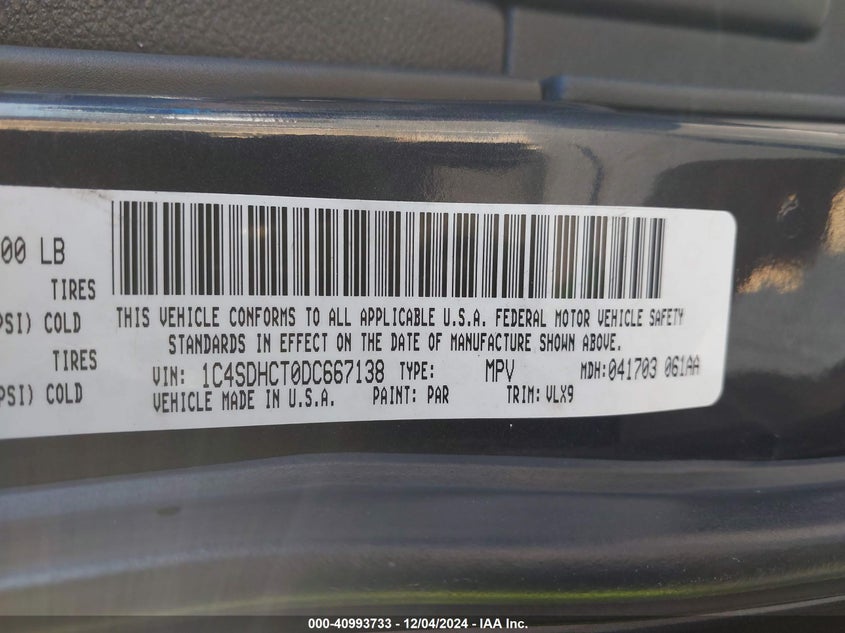 00 LB
TIRES
PSI) COLD
TIRES
PSI) COLD
THIS VEHICLE CONFORMS TO ALL APPLICABLE U.S.A. FEDERAL MOTOR VEHICLE SAFETY
STANDARDS IN EFFECT ON THE DATE OF MANUFACTURE SHOWN ABOVE.
VIN: 1C4SDHCT0DC667138 TYPE: MPV MDH:041703 061AA
VEHICLE MADE IN U.S.A. PAINT: PAR TRIM: VLX9
000-40993733 - 12/04/2024 - IAA Inc.